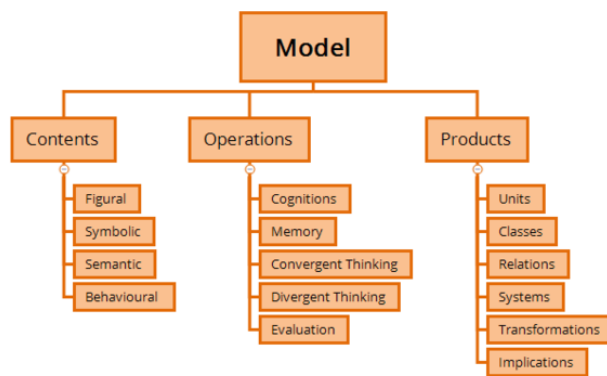 Model
Contents
Operations
Products
Figural
Symbolic
Semantic
Behavioural
Cognitions
Memory
Convergent Thinking
Divergent Thinking
Evaluation
Units
Classes
Relations
Systems
Transformations
Implications